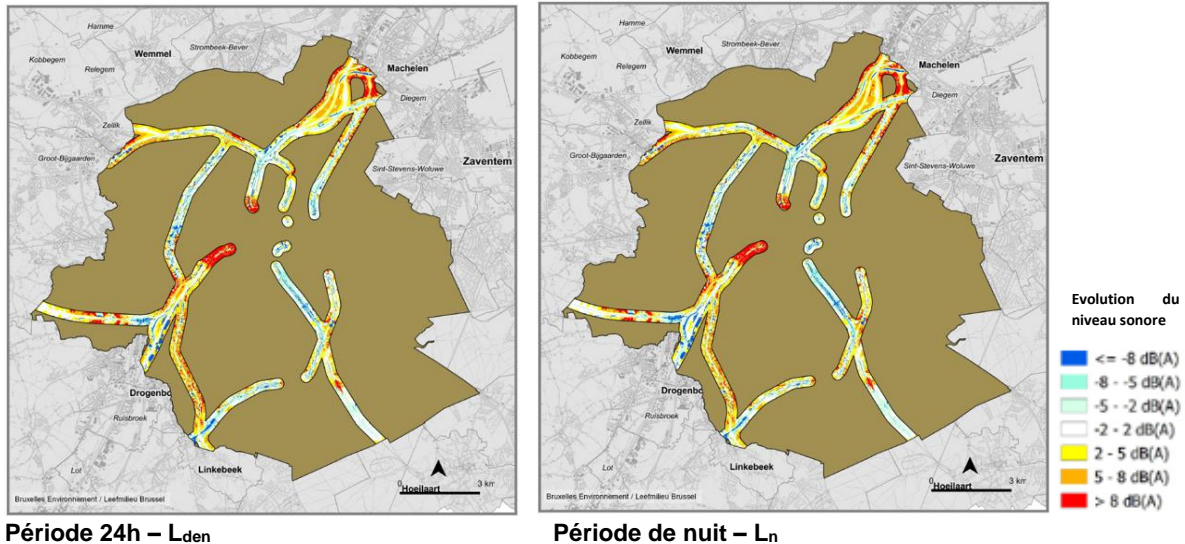 Hamme
Strombeek-Bever
Wemmel
Kobbegem
Relegem
Machelen
Diegem
Zellik
Groot-Bijgaarden
Sint-Stevens-Woluwe
Zaventem
Drogenbo
Ruisbroek
Lot
Linkebeek
Hoeilaart
3 km
Bruxelles Environnement / Leefmilieu Brussel
Période 24h – Lden
Hamme
Strombeek-Bever
Wemmel
Kobbegem
Relegem
Machelen
Diegem
Zellik
Groot-Bijgaarden
Sint-Stevens-Woluwe
Zaventem
Drogenbo
Ruisbroek
Lot
Linkebeek
Hoeilaart
3 km
Bruxelles Environnement / Leefmilieu Brussel
Période de nuit – Ln
Evolution du
niveau sonore
<= -8 dB(A)
-8 - -5 dB(A)
-5 - -2 dB(A)
-2 - 2 dB(A)
2 - 5 dB(A)
5 - 8 dB(A)
> 8 dB(A)